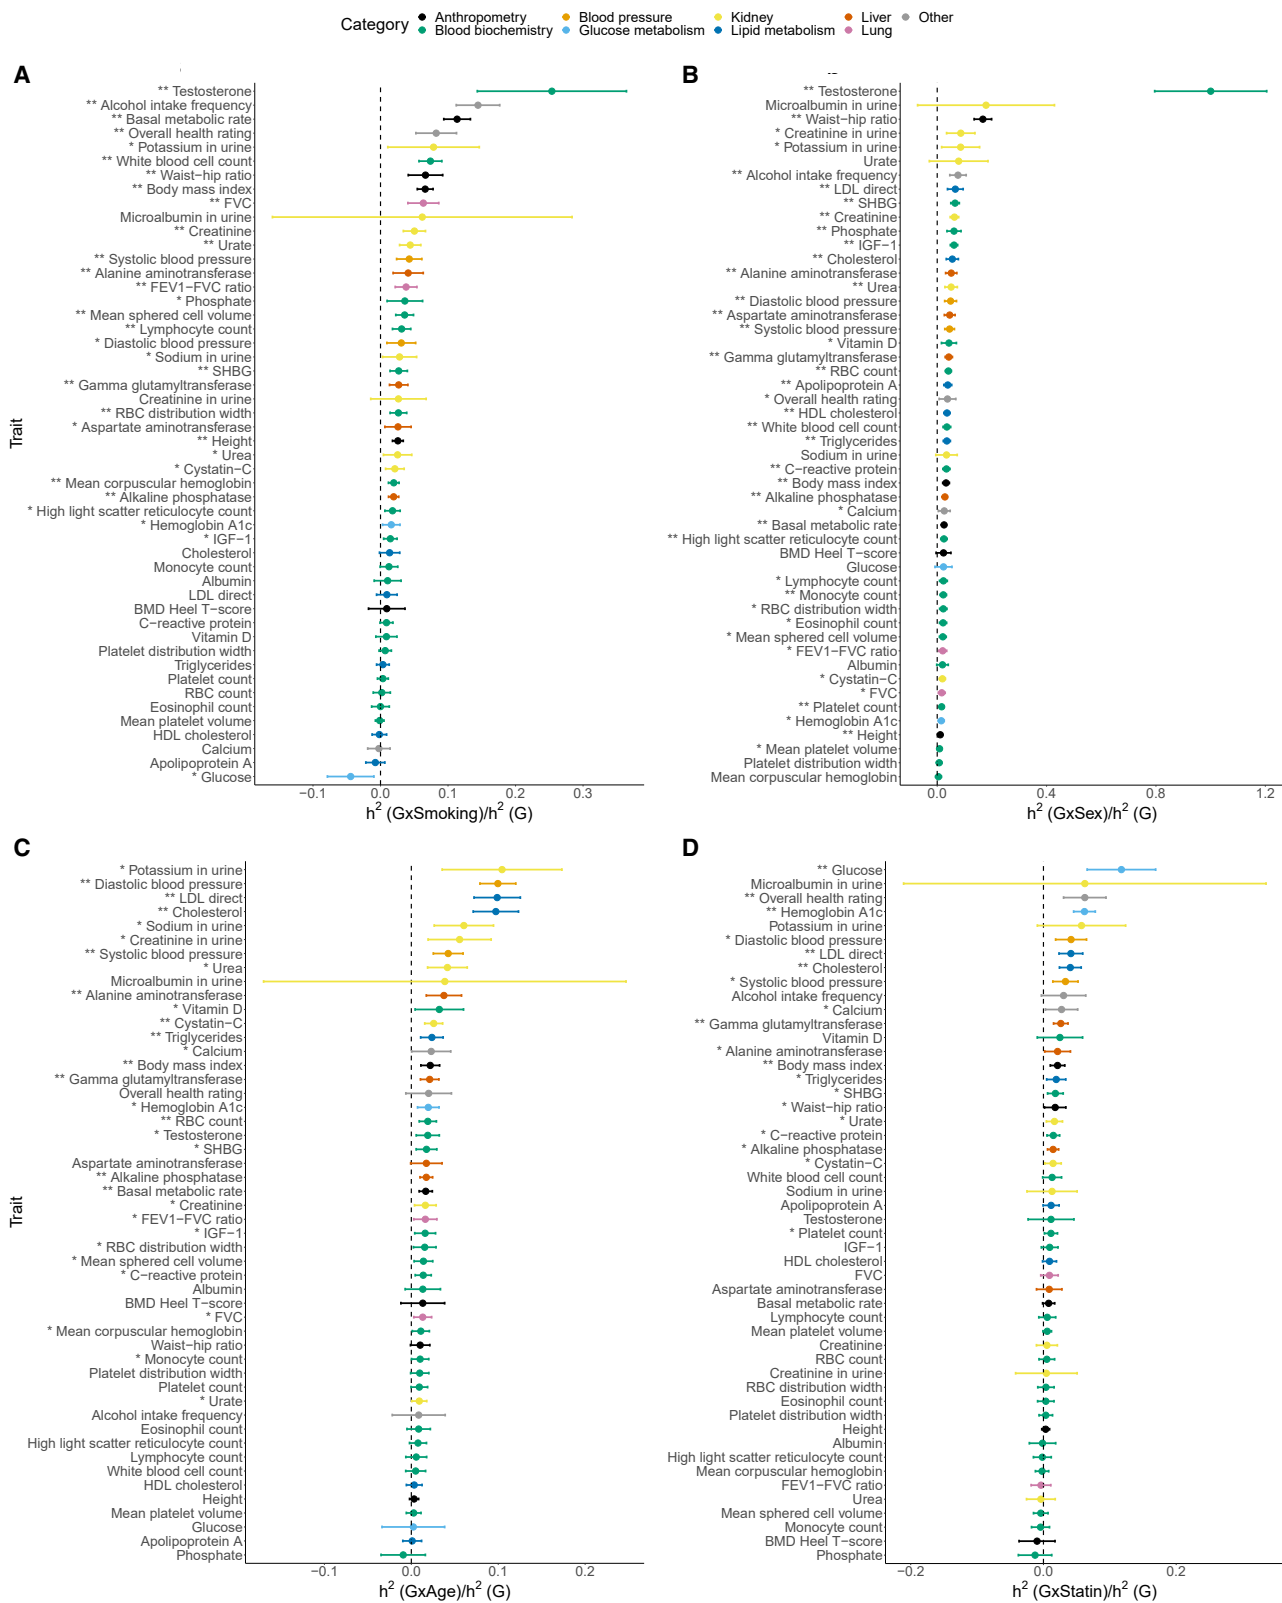 Category
Anthropometry
Blood pressure
Kidney
Liver
Other
Blood biochemistry
Glucose metabolism
Lipid metabolism
Lung
A
** Testosterone
** Alcohol intake frequency
** Basal metabolic rate
** Overall health rating
* Potassium in urine
** White blood cell count
** Waist−hip ratio
** Body mass index
** FVC
Microalbumin in urine
** Creatinine
** Urate
** Systolic blood pressure
** Alanine aminotransferase
** FEV1−FVC ratio
* Phosphate
** Mean sphered cell volume
** Lymphocyte count
* Diastolic blood pressure
* Sodium in urine
** SHBG
** Gamma glutamyltransferase
Creatinine in urine
** RBC distribution width
* Aspartate aminotransferase
** Height
* Urea
* Cystatin−C
** Mean corpuscular hemoglobin
** Alkaline phosphatase
* High light scatter reticulocyte count
* Hemoglobin A1c
* IGF−1
Cholesterol
Monocyte count
Albumin
LDL direct
BMD Heel T−score
C−reactive protein
Vitamin D
Platelet distribution width
Triglycerides
Platelet count
RBC count
Eosinophil count
Mean platelet volume
HDL cholesterol
Calcium
Apolipoprotein A
* Glucose
Trait
−0.1 0.0 0.1 0.2 0.3
h² (GxSmoking)/h² (G)
B
** Testosterone
Microalbumin in urine
** Waist−hip ratio
* Creatinine in urine
* Potassium in urine
Urate
** Alcohol intake frequency
** LDL direct
** SHBG
** Creatinine
** Phosphate
** IGF−1
** Cholesterol
** Alanine aminotransferase
** Urea
** Diastolic blood pressure
** Aspartate aminotransferase
** Systolic blood pressure
* Vitamin D
** Gamma glutamyltransferase
** RBC count
** Apolipoprotein A
* Overall health rating
** HDL cholesterol
** White blood cell count
** Triglycerides
Sodium in urine
** C−reactive protein
** Body mass index
** Alkaline phosphatase
* Calcium
** Basal metabolic rate
** High light scatter reticulocyte count
BMD Heel T−score
Glucose
* Lymphocyte count
** Monocyte count
* RBC distribution width
* Eosinophil count
* Mean sphered cell volume
* FEV1−FVC ratio
Albumin
* Cystatin−C
* FVC
** Platelet count
* Hemoglobin A1c
** Height
* Mean platelet volume
Platelet distribution width
Mean corpuscular hemoglobin
0.0 0.4 0.8 1.2
h² (GxSex)/h² (G)
C
* Potassium in urine
** Diastolic blood pressure
** LDL direct
** Cholesterol
* Sodium in urine
* Creatinine in urine
** Systolic blood pressure
* Urea
Microalbumin in urine
** Alanine aminotransferase
* Vitamin D
** Cystatin−C
** Triglycerides
* Calcium
** Body mass index
** Gamma glutamyltransferase
Overall health rating
* Hemoglobin A1c
** RBC count
* Testosterone
* SHBG
Aspartate aminotransferase
** Alkaline phosphatase
** Basal metabolic rate
* Creatinine
* FEV1−FVC ratio
* IGF−1
* RBC distribution width
* Mean sphered cell volume
* C−reactive protein
Albumin
BMD Heel T−score
* FVC
* Mean corpuscular hemoglobin
Waist−hip ratio
* Monocyte count
Platelet distribution width
Platelet count
* Urate
Alcohol intake frequency
Eosinophil count
High light scatter reticulocyte count
Lymphocyte count
White blood cell count
HDL cholesterol
Height
Mean platelet volume
Glucose
Apolipoprotein A
Phosphate
Trait
−0.1 0.0 0.1 0.2
h² (GxAge)/h² (G)
D
** Glucose
Microalbumin in urine
** Overall health rating
** Hemoglobin A1c
Potassium in urine
* Diastolic blood pressure
** LDL direct
** Cholesterol
* Systolic blood pressure
Alcohol intake frequency
* Calcium
** Gamma glutamyltransferase
Vitamin D
* Alanine aminotransferase
** Body mass index
* Triglycerides
* SHBG
* Waist−hip ratio
* Urate
* C−reactive protein
* Alkaline phosphatase
* Cystatin−C
White blood cell count
Sodium in urine
Apolipoprotein A
Testosterone
* Platelet count
IGF−1
HDL cholesterol
FVC
Aspartate aminotransferase
Basal metabolic rate
Lymphocyte count
Mean platelet volume
Creatinine
RBC count
Creatinine in urine
RBC distribution width
Eosinophil count
Platelet distribution width
Height
Albumin
High light scatter reticulocyte count
Mean corpuscular hemoglobin
FEV1−FVC ratio
Urea
Mean sphered cell volume
Monocyte count
BMD Heel T−score
Phosphate
−0.2 0.0 0.2
h² (GxStatin)/h² (G)